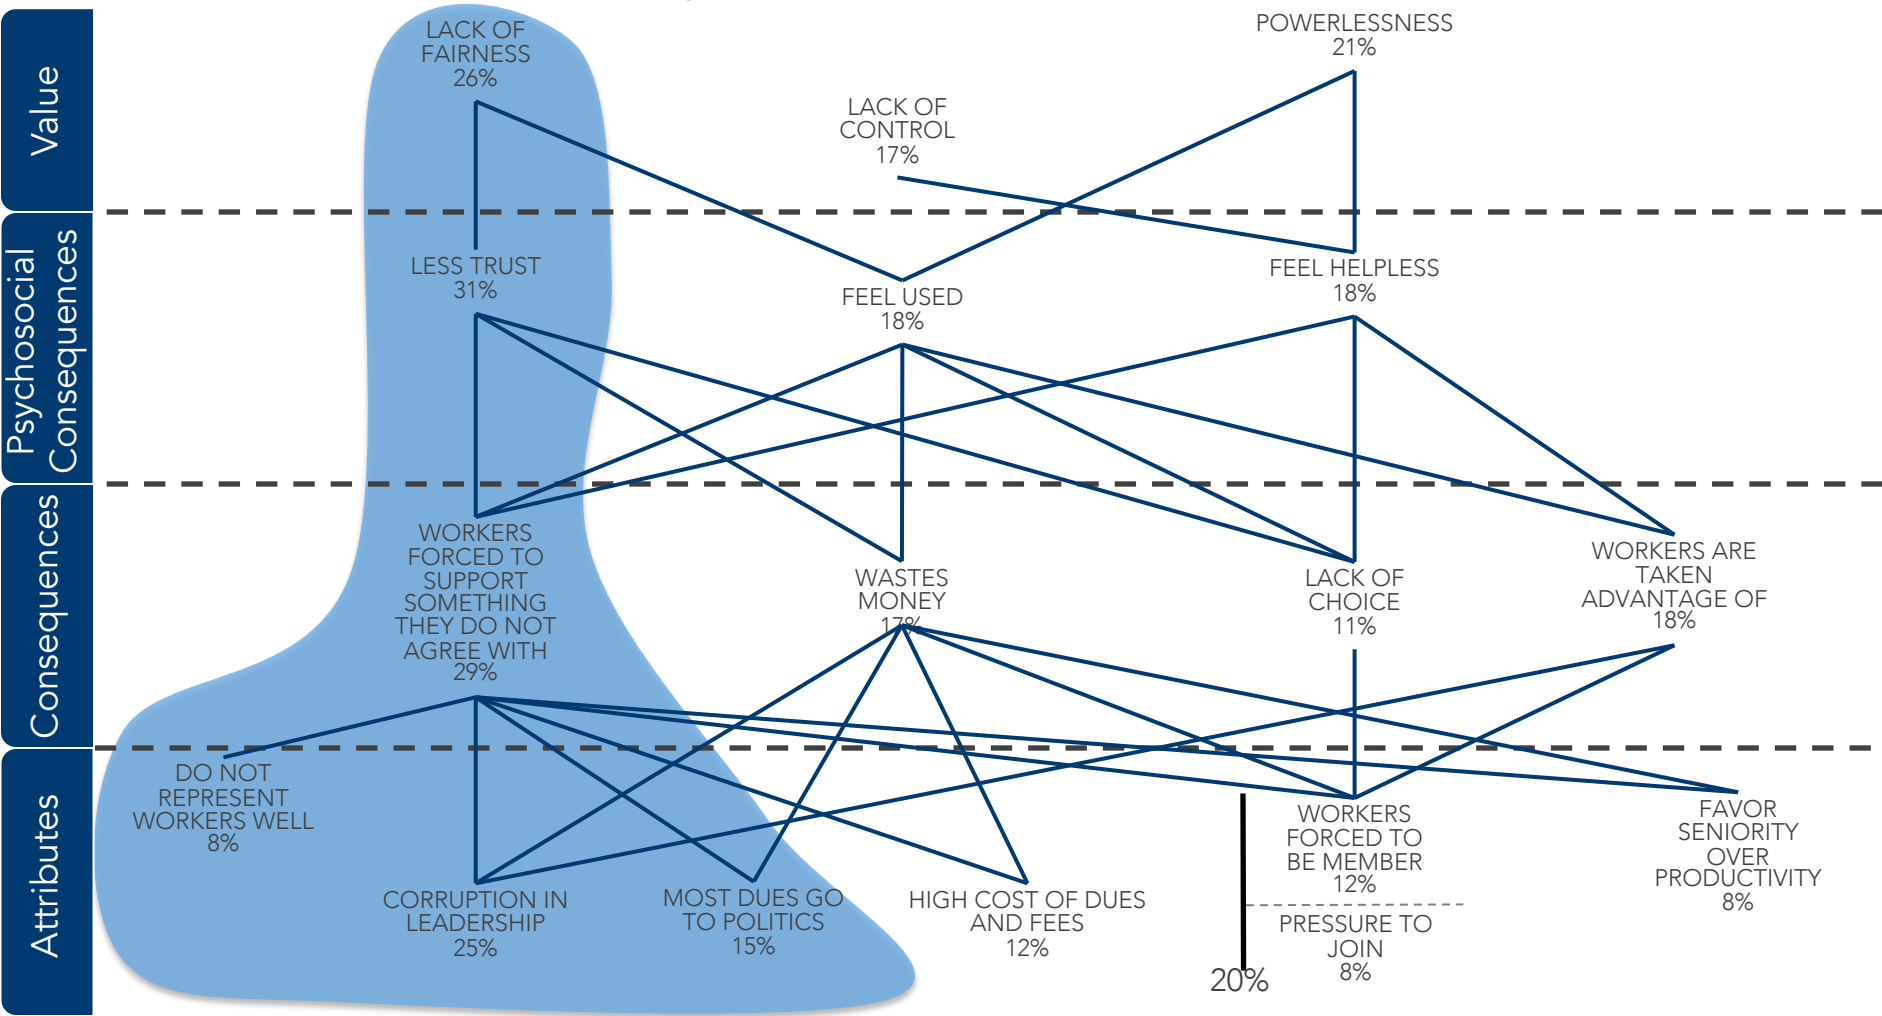 Value
LACK OF
FAIRNESS
26%
LACK OF
CONTROL
17%
POWERLESSNESS
21%
Psychosocial
Consequences
LESS TRUST
31%
FEEL USED
18%
FEEL HELPLESS
18%
Consequences
WORKERS
FORCED TO
SUPPORT
SOMETHING
THEY DO NOT
AGREE WITH
29%
WASTES
MONEY
17%
LACK OF
CHOICE
11%
WORKERS ARE
TAKEN
ADVANTAGE OF
18%
Attributes
DO NOT
REPRESENT
WORKERS WELL
8%
CORRUPTION IN
LEADERSHIP
25%
MOST DUES GO
TO POLITICS
15%
HIGH COST OF DUES
AND FEES
12%
20%
WORKERS
FORCED TO
BE MEMBER
12%
PRESSURE TO
JOIN
8%
FAVOR
SENIORITY
OVER
PRODUCTIVITY
8%